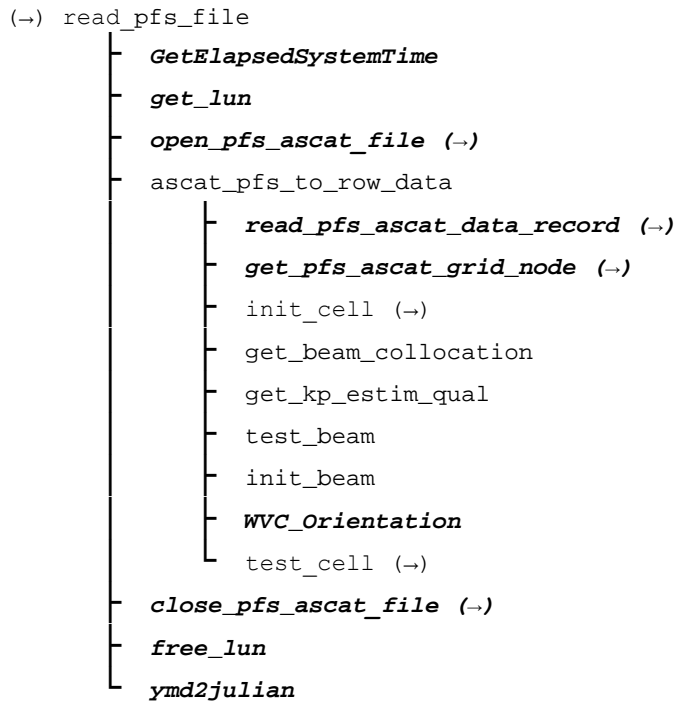 (→) read_pfs_file
GetElapsedSystemTime
get_lun
open_pfs_ascat_file (→)
ascat_pfs_to_row_data
read_pfs_ascat_data_record (→)
get_pfs_ascat_grid_node (→)
init_cell (→)
get_beam_collocation
get_kp_estim_qual
test_beam
init_beam
WVC_Orientation
test_cell (→)
close_pfs_ascat_file (→)
free_lun
ymd2julian